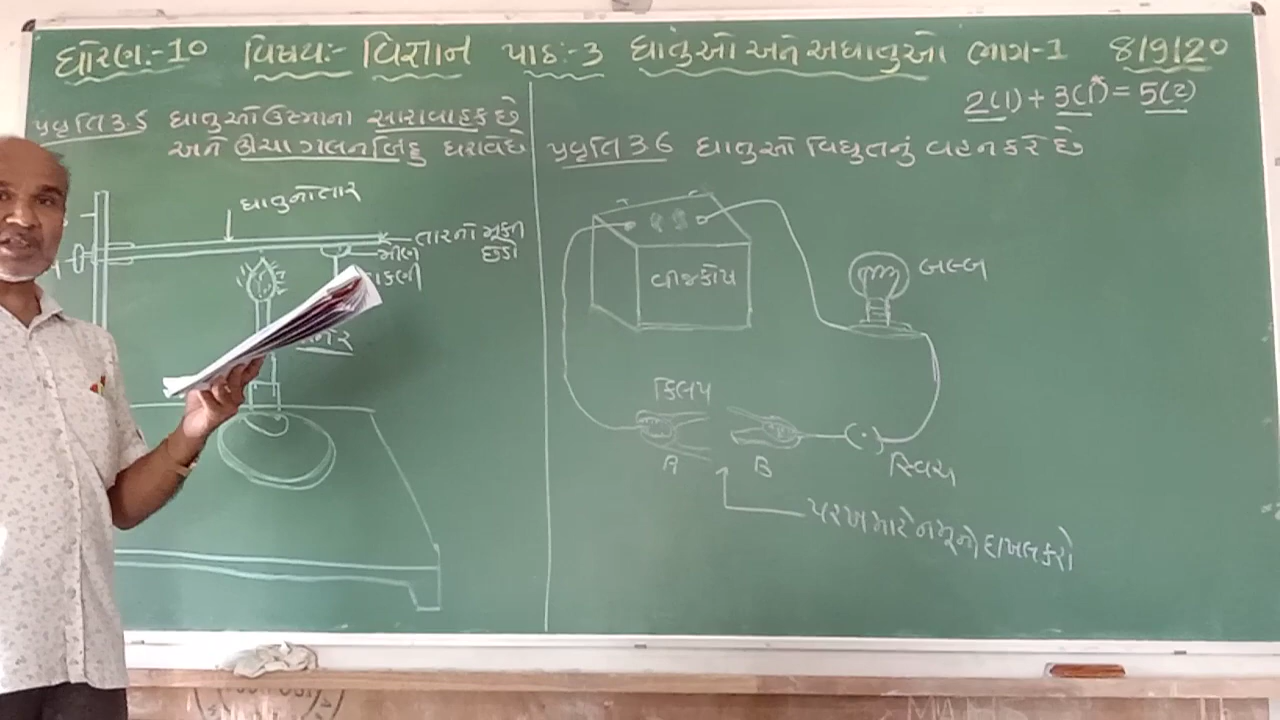 ધોરણ:-10 વિષય:- વિજ્ઞાન પાઠ:-3 ધાતુઓ અને અધાતુઓ ભાગ-1 8/9/20
2(1) + 3(1) = 5(2)
પ્રવૃતિ 3.5 ધાતુઓ ઉષ્માના સારાવાહક છે
અને ઊંચા ગલનબિંદુ ધરાવેછે
પ્રવૃતિ 3.6 ધાતુઓ વિદ્યુતનું વહન કરે છે
ધાતુનો તાર
તારનો મૂક્ત
છેડો
મીણ
વીજકોષ
બલ્બ
ક્લિપ
A B
સ્વિચ
પરખ માટે નમૂનો દાખલ કરો